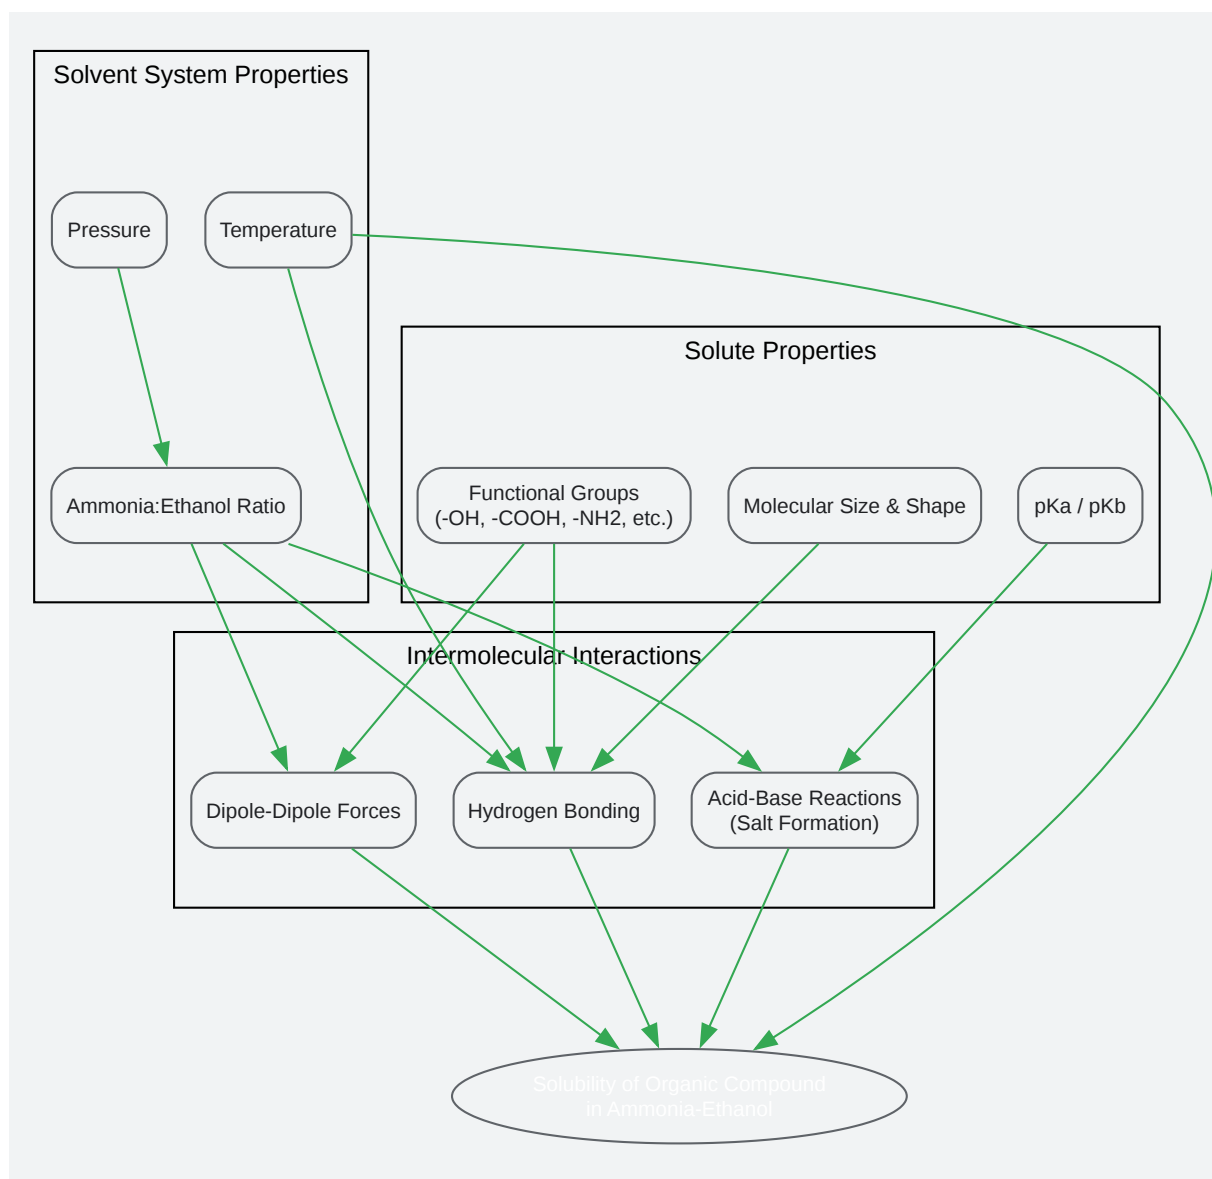 Solvent System Properties
Pressure
Temperature
Solute Properties
Ammonia:Ethanol Ratio
Functional Groups
(-OH, -COOH, -NH2, etc.)
Molecular Size & Shape
pKa / pKb
Intermolecular Interactions
Dipole-Dipole Forces
Hydrogen Bonding
Acid-Base Reactions
(Salt Formation)
Solubility of Organic Compound
in Ammonia-Ethanol